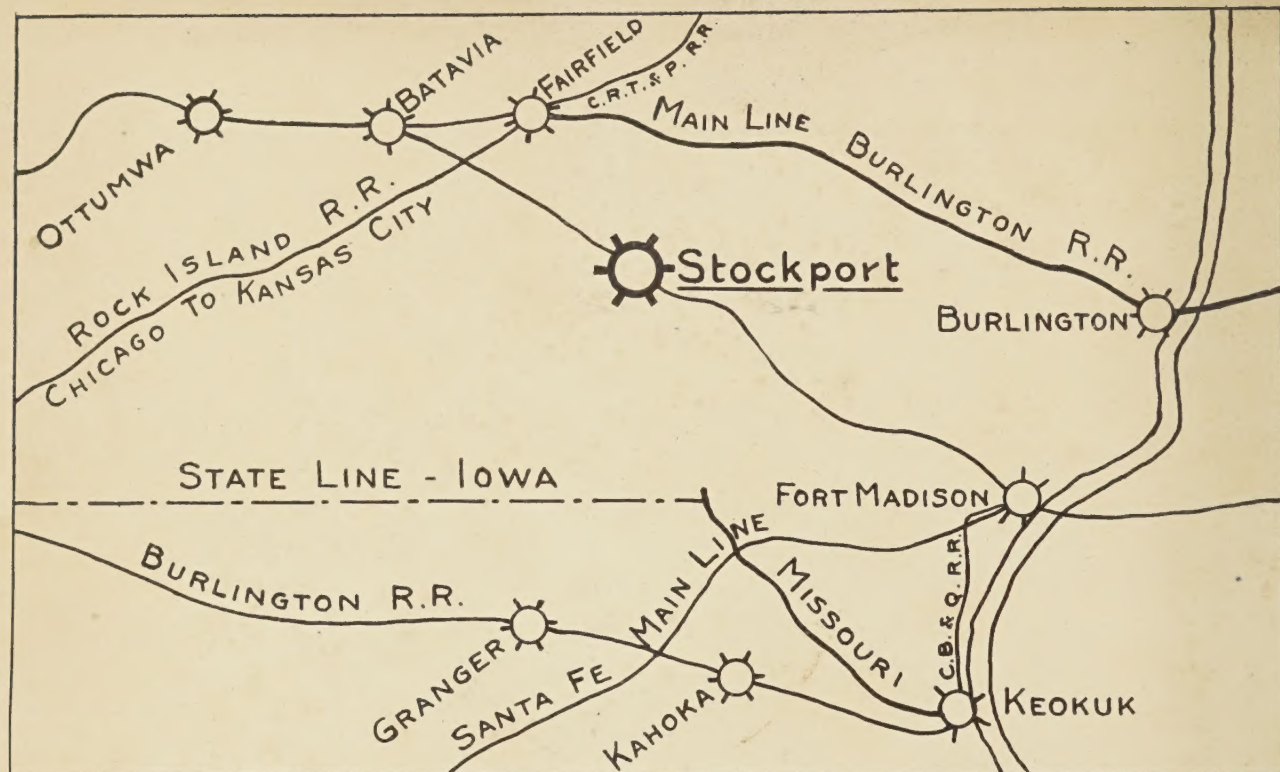 BATAVIA
FAIRFIELD
C.R.T. & P. R.R.
MAIN LINE BURLINGTON R.R.
OTTUMWA
ROCK ISLAND R.R.
CHICAGO TO KANSAS CITY
Stockport
BURLINGTON
STATE LINE - IOWA
FORT MADISON
BURLINGTON R.R.
MAIN LINE
SANTA FE
MISSOURI
C.B. & Q. R.R.
GRANGER
KAHOKA
KEOKUK